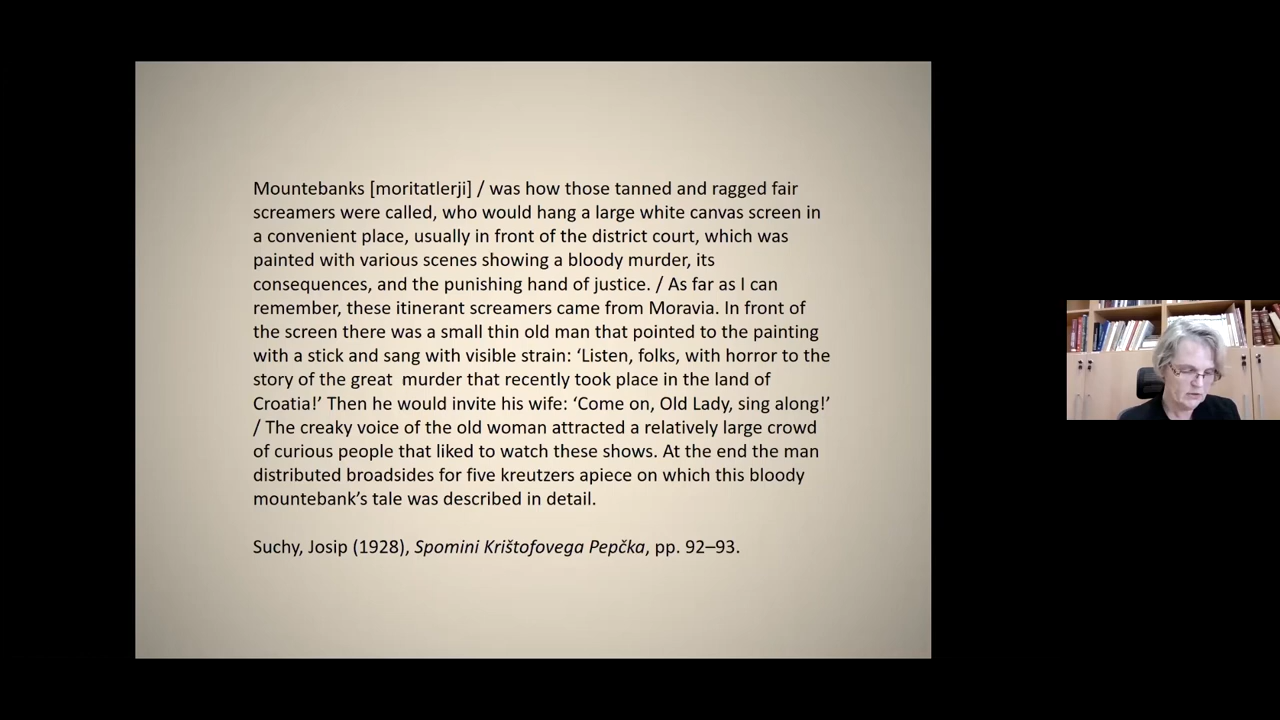 Mountebanks [moritatlerji] / was how those tanned and ragged fair
screamers were called, who would hang a large white canvas screen in
a convenient place, usually in front of the district court, which was
painted with various scenes showing a bloody murder, its
consequences, and the punishing hand of justice. / As far as I can
remember, these itinerant screamers came from Moravia. In front of
the screen there was a small thin old man that pointed to the painting
with a stick and sang with visible strain: ‘Listen, folks, with horror to the
story of the great  murder that recently took place in the land of
Croatia!’ Then he would invite his wife: ‘Come on, Old Lady, sing along!’
/ The creaky voice of the old woman attracted a relatively large crowd
of curious people that liked to watch these shows. At the end the man
distributed broadsides for five kreutzers apiece on which this bloody
mountebank’s tale was described in detail.
Suchy, Josip (1928), Spomini Krištofovega Pepčka, pp. 92–93.